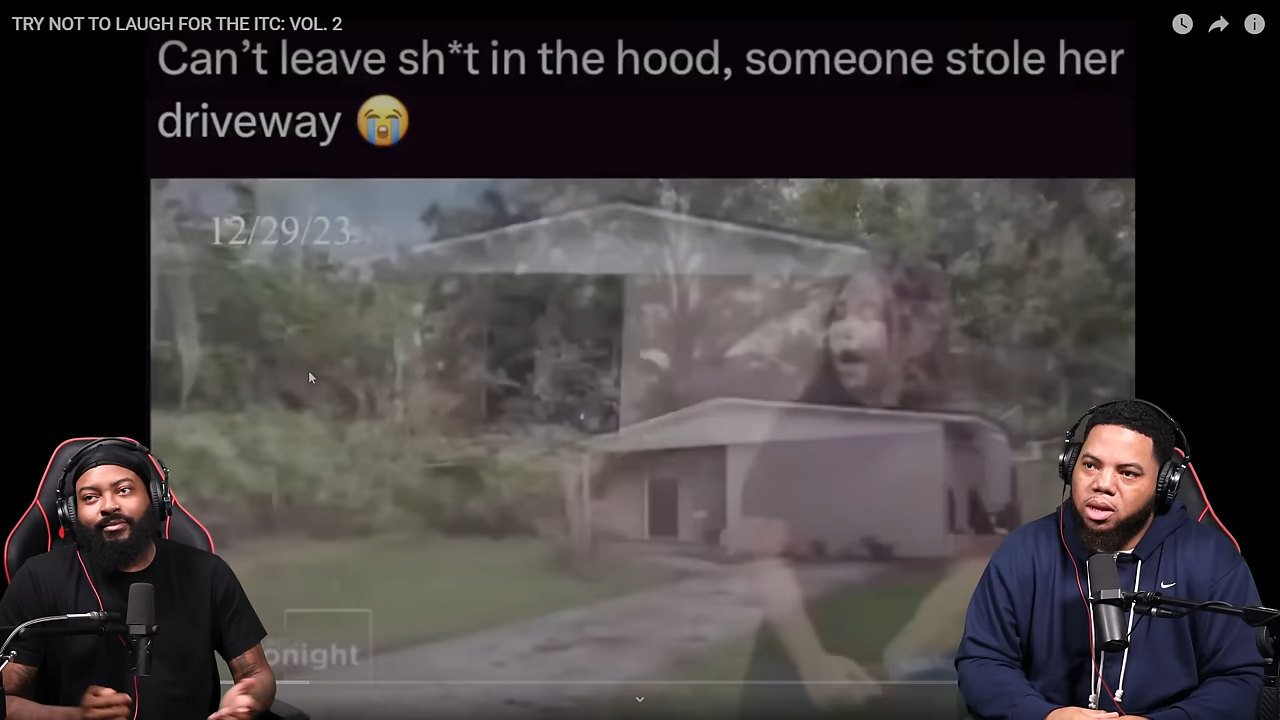 TRY NOT TO LAUGH FOR THE ITC: VOL. 2
Can’t leave sh*t in the hood, someone stole her
driveway 😭
12/29/23
onight